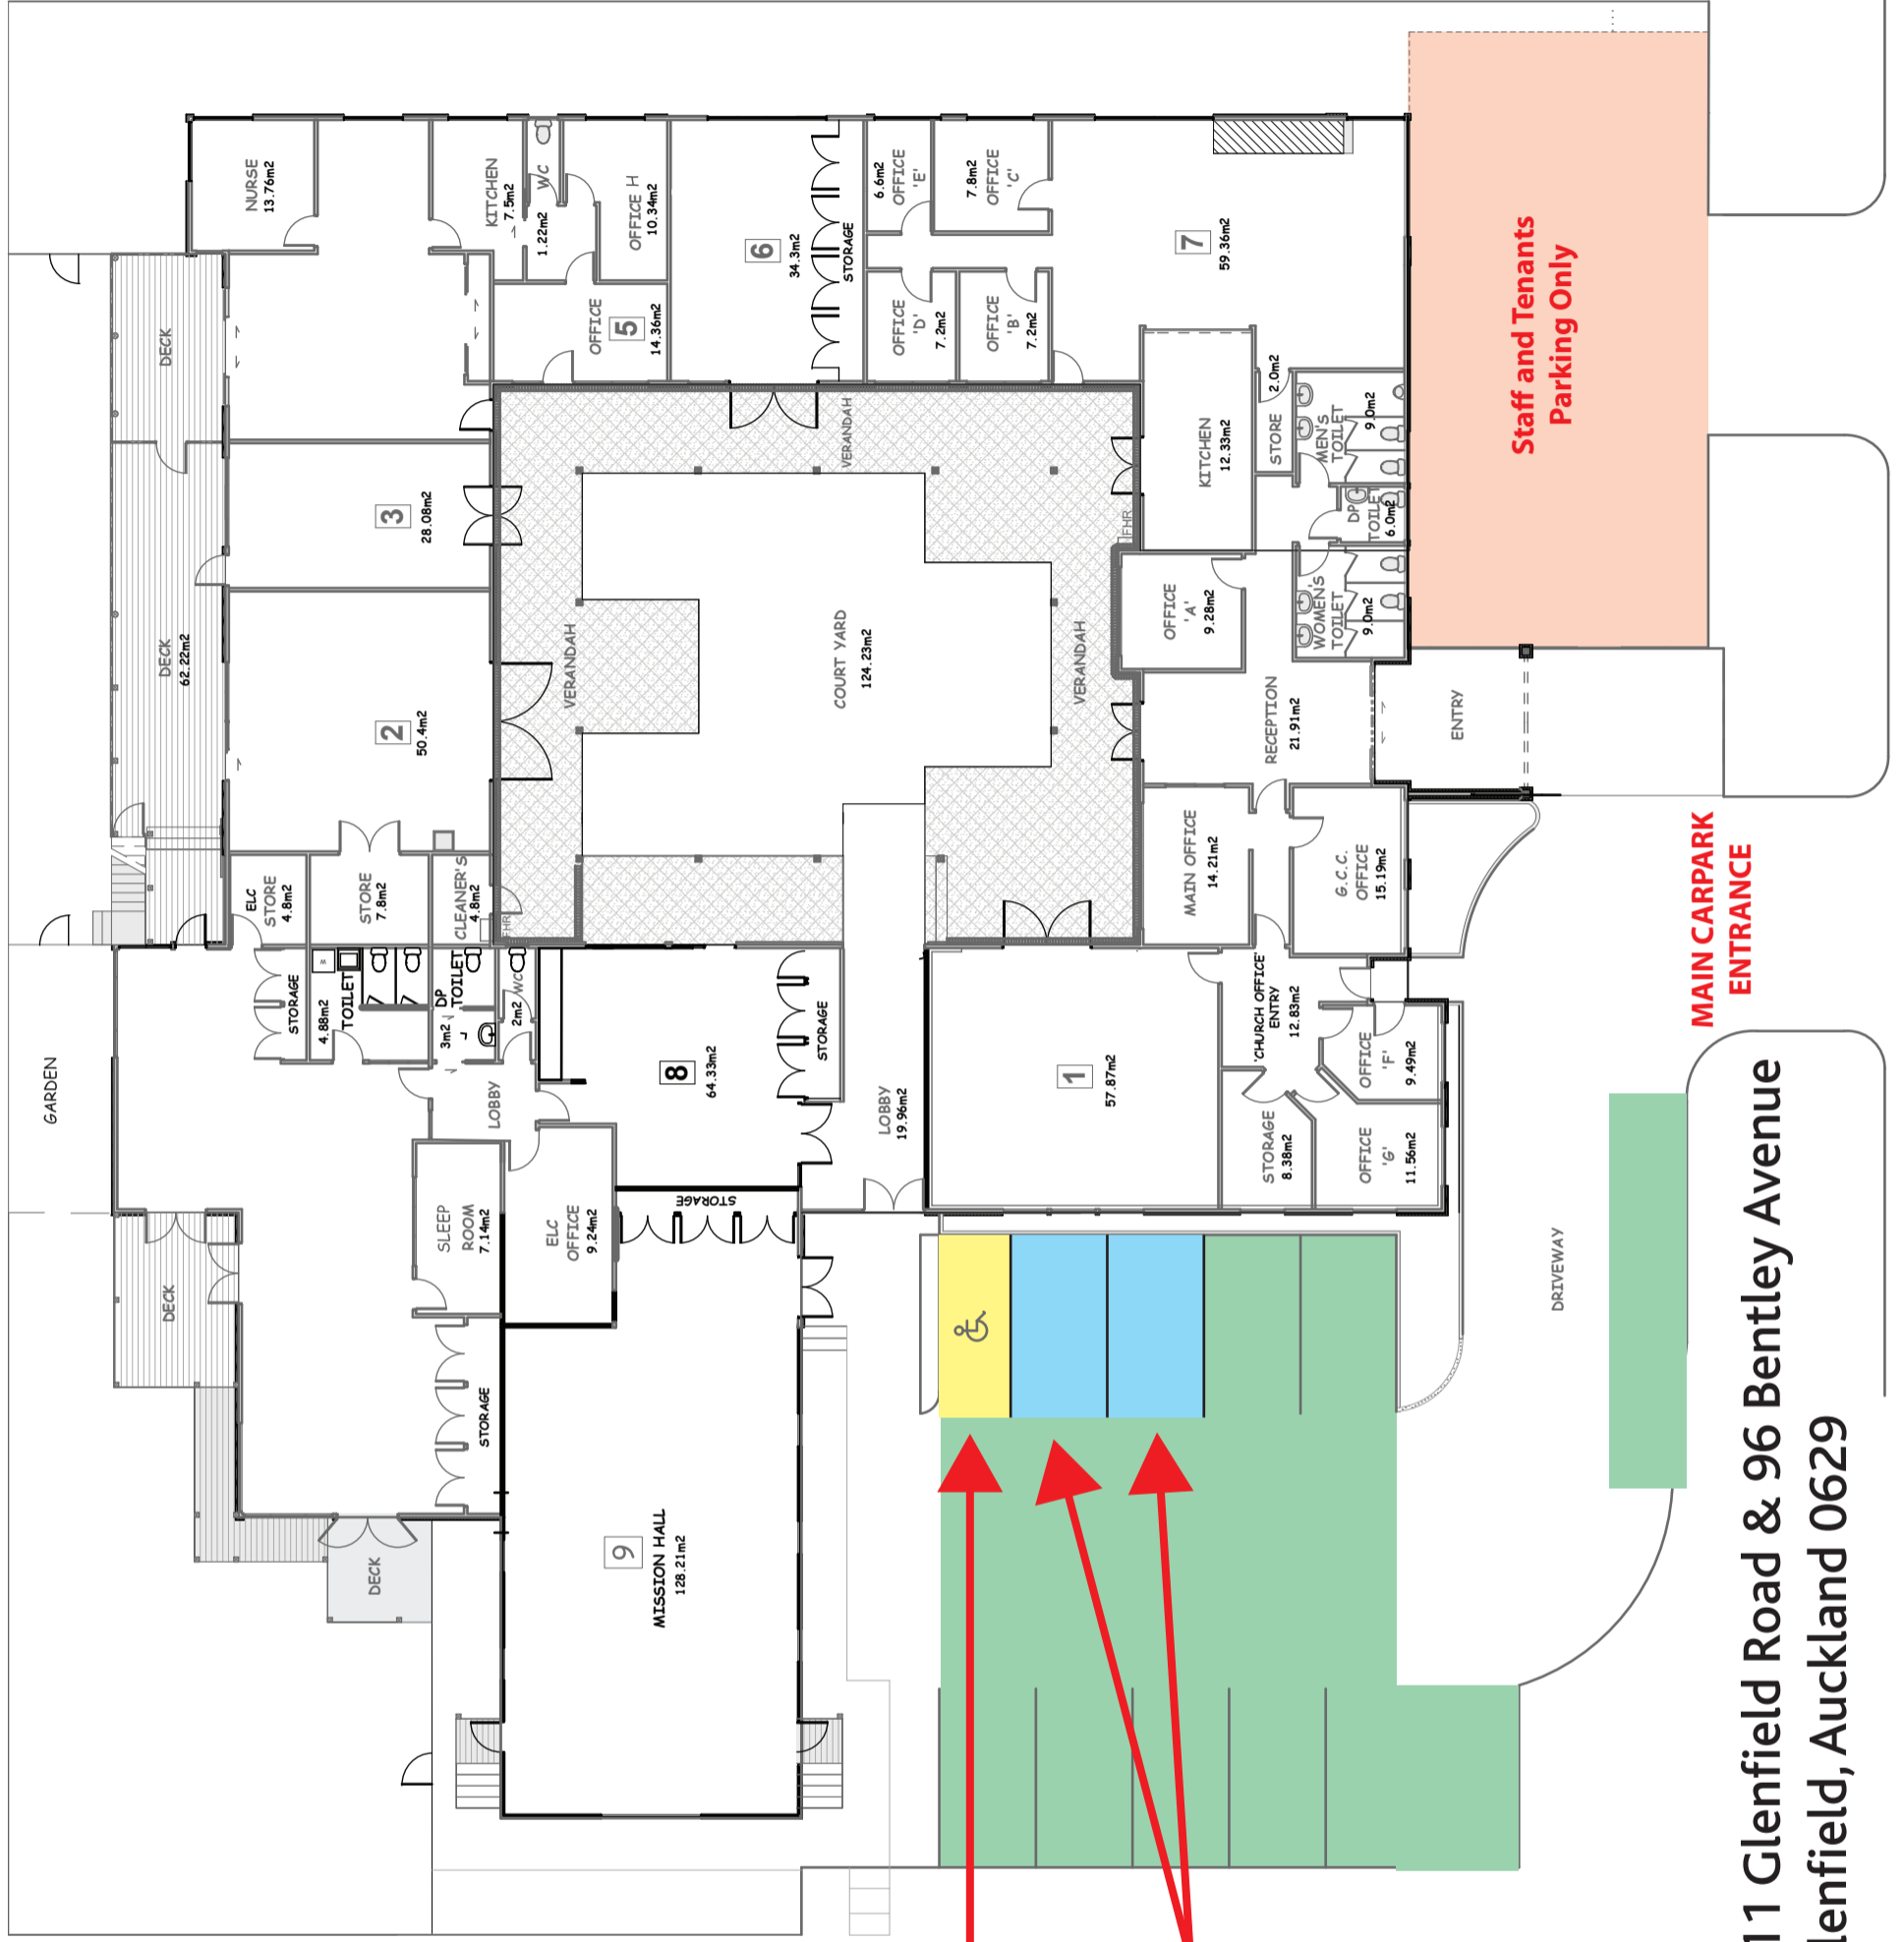 GARDEN
DECK
DECK
62.22m2
DECK
DECK
NURSE
13.76m2
KITCHEN
7.5m2
WC
1.22m2
OFFICE H
10.34m2
OFFICE
5
14.36m2
3
28.08m2
2
50.4m2
ELC
STORE
4.8m2
STORE
7.8m2
CLEANER'S
4.8m2
FHR
STORAGE
4.88m2
TOILET
DP
TOILET
3m2
WC
2m2
LOBBY
SLEEP
ROOM
7.14m2
ELC
OFFICE
9.24m2
STORAGE
STORAGE
8
64.33m2
STORAGE
LOBBY
19.96m2
9
MISSION HALL
128.21m2
6
34.3m2
STORAGE
6.6m2
OFFICE
'E'
7.8m2
OFFICE
'C'
OFFICE
'D'
7.2m2
OFFICE
'B'
7.2m2
7
59.36m2
VERANDAH
VERANDAH
VERANDAH
COURT YARD
124.23m2
FHR
KITCHEN
12.33m2
STORE
2.0m2
MEN'S
TOILET
9.0m2
DP
TOILET
6.0m2
WOMEN'S
TOILET
9.0m2
OFFICE
'A'
9.28m2
RECEPTION
21.91m2
ENTRY
MAIN OFFICE
14.21m2
G.C.C.
OFFICE
15.19m2
1
57.87m2
'CHURCH OFFICE'
ENTRY
12.83m2
STORAGE
8.38m2
OFFICE
'F'
9.49m2
OFFICE
'G'
11.56m2
DRIVEWAY
Staff and Tenants
Parking Only
MAIN CARPARK
ENTRANCE
11 Glenfield Road & 96 Bentley Avenue
lenfield, Auckland 0629